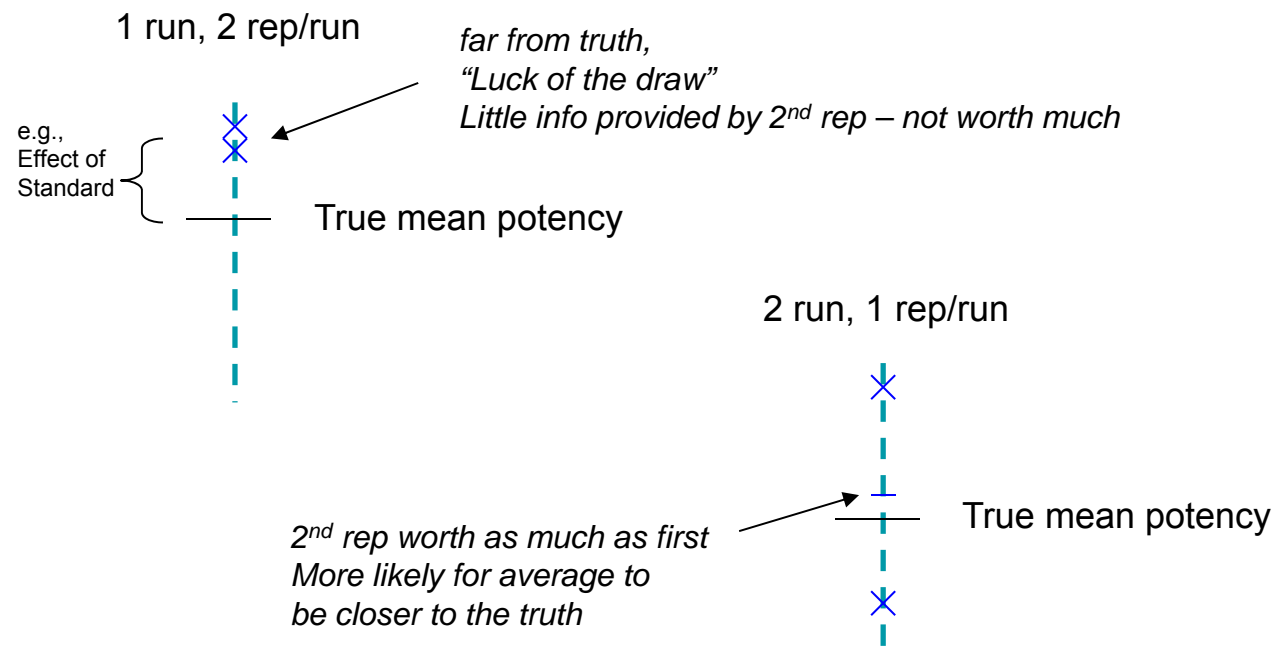 1 run, 2 rep/run
far from truth,
“Luck of the draw”
Little info provided by 2nd rep – not worth much
e.g.,
Effect of
Standard
True mean potency
2 run, 1 rep/run
2nd rep worth as much as first
More likely for average to
be closer to the truth
True mean potency